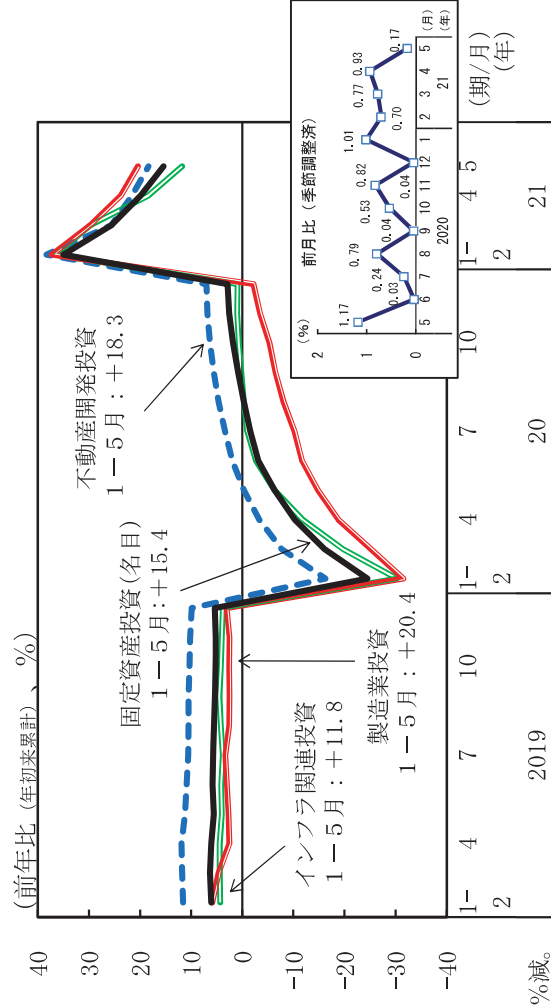 (前年比 (年初来累計)、%)
40
30
20
10
0
-10
-20
-30
-40
不動産開発投資
1-5月:+18.3
固定資産投資(名目)
1-5月:+15.4
インフラ関連投資
1-5月:+11.8
製造業投資
1-5月:+20.4
1- 4 7 10 1- 4 7 10 1- 4 5 (期/月)
2 2 2
2019 20 21 (年)
前月比(季節調整済)
(%)
2
1
0
1.17
0.03
0.24
0.79
0.04
0.53
0.82
0.04
1.01
0.70
0.77
0.93
0.17
5 6 7 8 9 10 11 12 1 2 3 4 5 (月)
2020 21 (年)
%減。